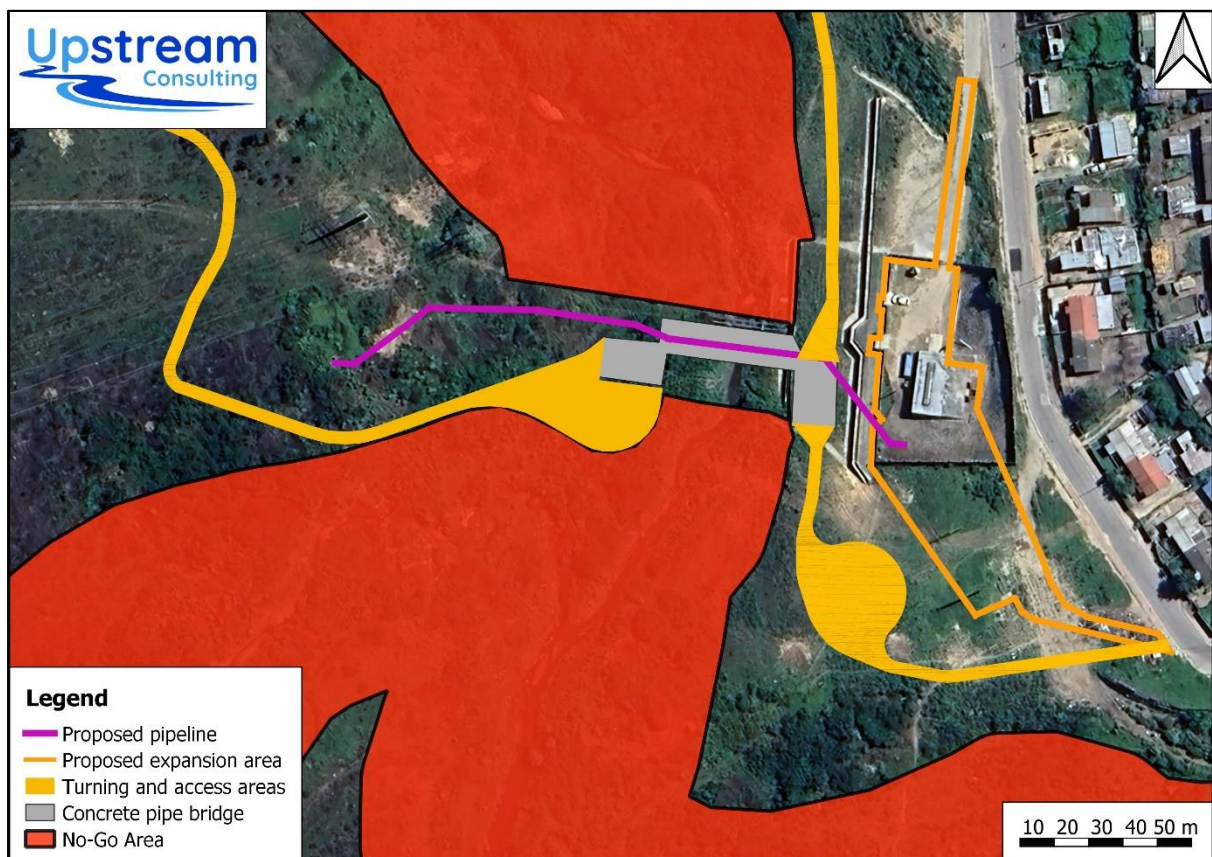 Upstream
Consulting
Legend
Proposed pipeline
Proposed expansion area
Turning and access areas
Concrete pipe bridge
No-Go Area
10 20 30 40 50 m